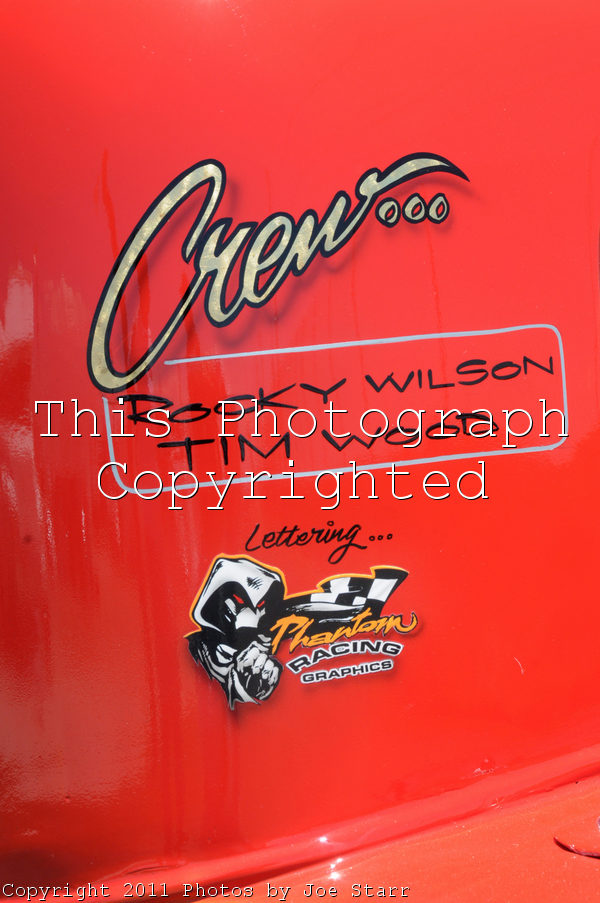 Crew...
ROCKY WILSON
TIM WOOD
This Photograph
Copyrighted
Lettering...
Phantom
RACING
GRAPHICS
Copyright 2011 Photos by Joe Starr